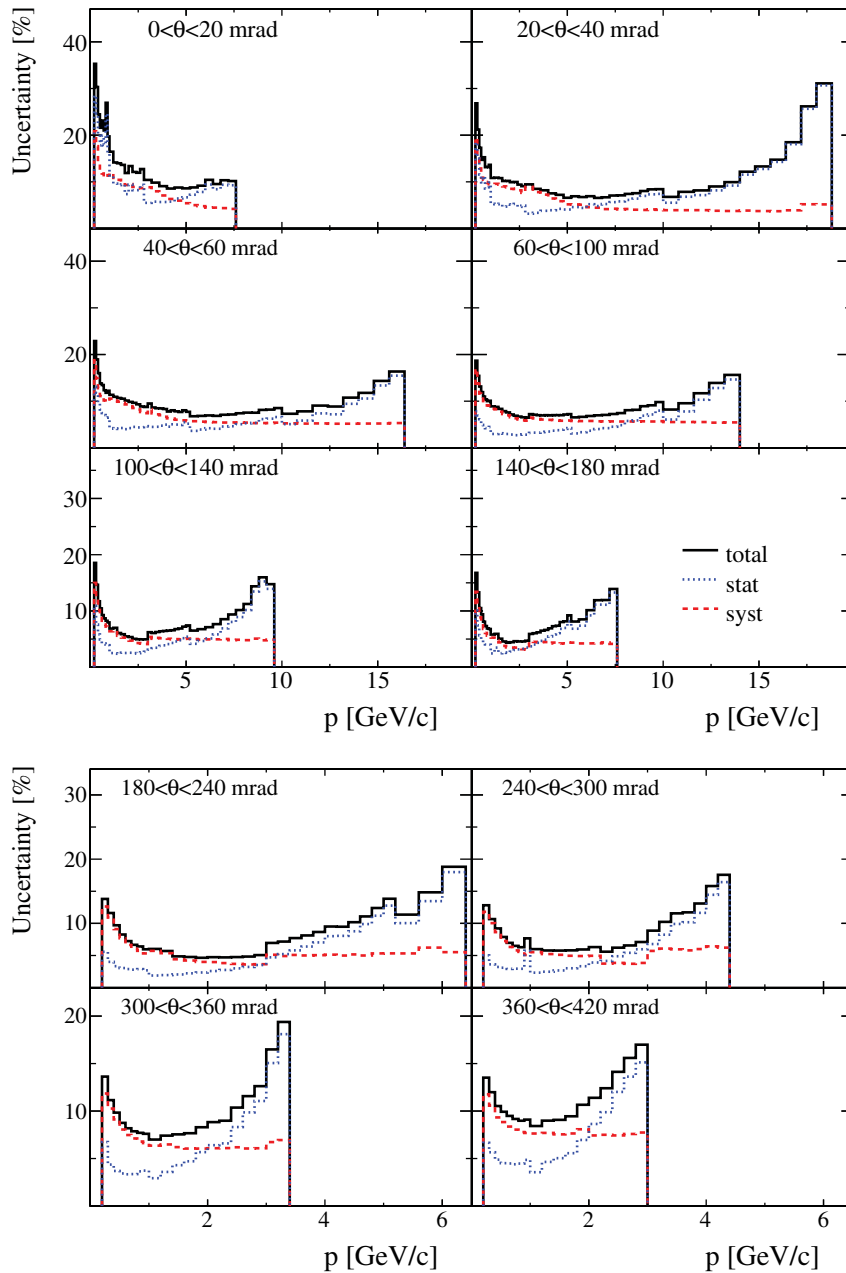 Uncertainty [%]
0<θ<20 mrad
20<θ<40 mrad
40
20
40<θ<60 mrad
60<θ<100 mrad
40
20
100<θ<140 mrad
140<θ<180 mrad
30
20
10
total
stat
syst
5 10 15
5 10 15
p [GeV/c]
p [GeV/c]
Uncertainty [%]
180<θ<240 mrad
240<θ<300 mrad
30
20
10
300<θ<360 mrad
360<θ<420 mrad
20
10
2 4 6
2 4 6
p [GeV/c]
p [GeV/c]